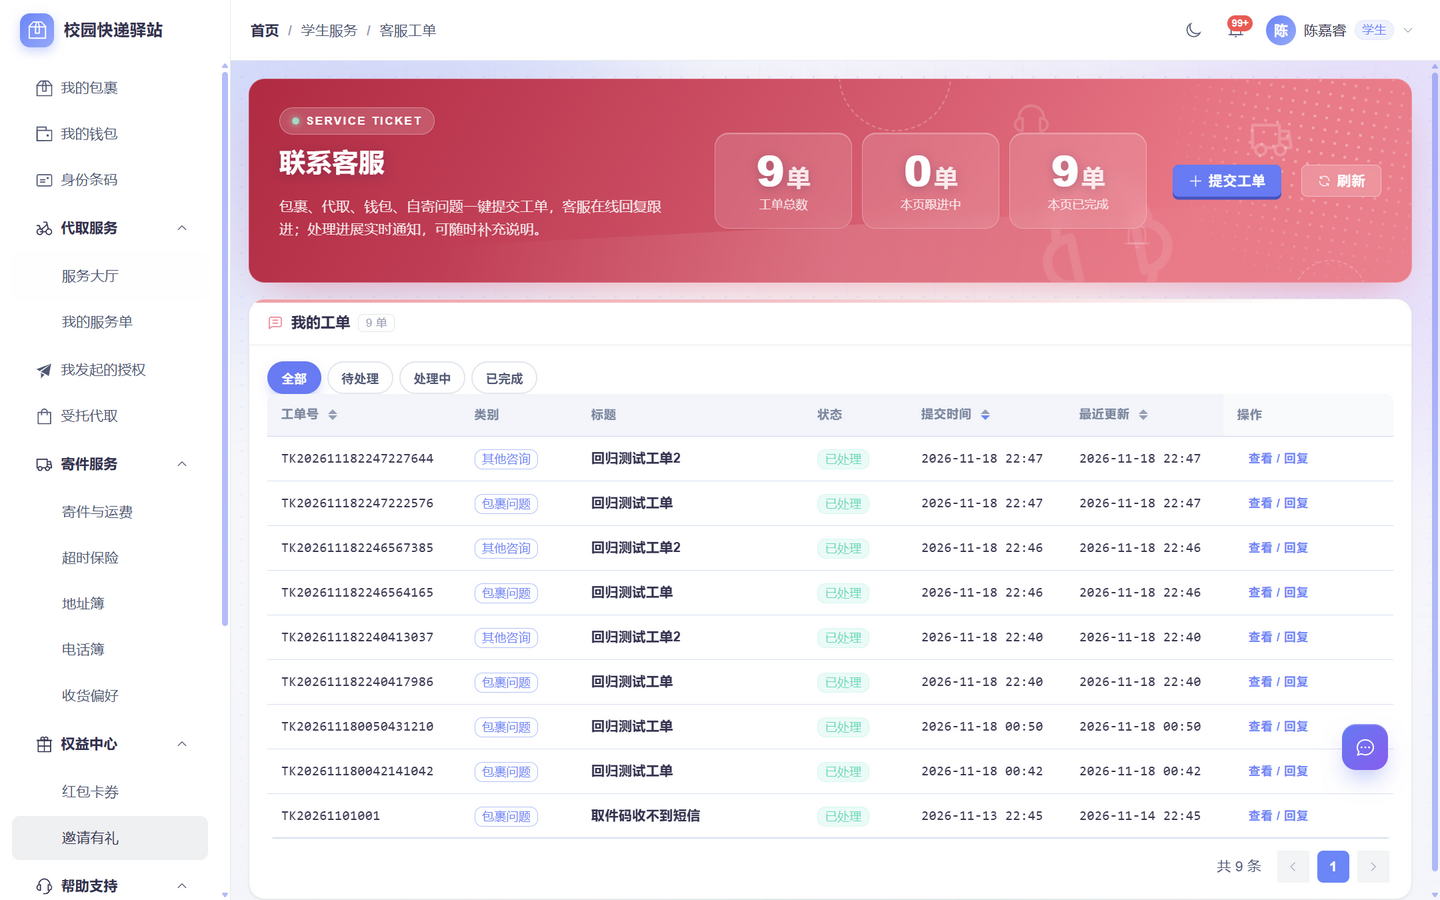 校园快递驿站
我的包裹
我的钱包
身份条码
代取服务
服务大厅
我的服务单
我发起的授权
受托代取
寄件服务
寄件与运费
超时保险
地址簿
电话簿
收货偏好
权益中心
红包卡券
邀请有礼
帮助支持
首页 / 学生服务 / 客服工单
99+
陈 陈嘉睿 学生
SERVICE TICKET
联系客服
包裹、代取、钱包、自寄问题一键提交工单，客服在线回复跟
进；处理进展实时通知，可随时补充说明。
9单
工单总数
0单
本页跟进中
9单
本页已完成
提交工单
刷新
我的工单 9 单
全部 待处理 处理中 已完成
工单号 类别 标题 状态 提交时间 最近更新 操作
TK202611182247227644 其他咨询 回归测试工单2 已处理 2026-11-18 22:47 2026-11-18 22:47 查看 / 回复
TK202611182247222576 包裹问题 回归测试工单 已处理 2026-11-18 22:47 2026-11-18 22:47 查看 / 回复
TK202611182246567385 其他咨询 回归测试工单2 已处理 2026-11-18 22:46 2026-11-18 22:46 查看 / 回复
TK202611182246564165 包裹问题 回归测试工单 已处理 2026-11-18 22:46 2026-11-18 22:46 查看 / 回复
TK202611182240413037 其他咨询 回归测试工单2 已处理 2026-11-18 22:40 2026-11-18 22:40 查看 / 回复
TK202611182240417986 包裹问题 回归测试工单 已处理 2026-11-18 22:40 2026-11-18 22:40 查看 / 回复
TK202611180050431210 包裹问题 回归测试工单 已处理 2026-11-18 00:50 2026-11-18 00:50 查看 / 回复
TK202611180042141042 包裹问题 回归测试工单 已处理 2026-11-18 00:42 2026-11-18 00:42 查看 / 回复
TK20261101001 包裹问题 取件码收不到短信 已处理 2026-11-13 22:45 2026-11-14 22:45 查看 / 回复
共 9 条 1